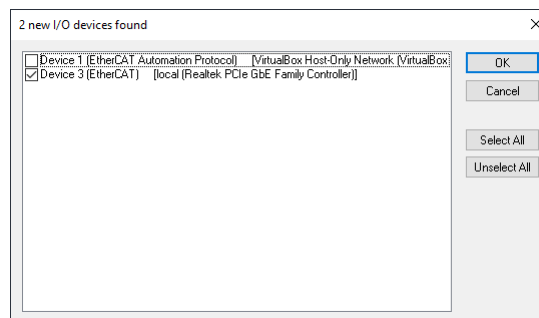 2 new I/O devices found
Device 1 (EtherCAT Automation Protocol) [VirtualBox Host-Only Network (VirtualBox
Device 3 (EtherCAT) [local (Realtek PCIe GbE Family Controller)]
OK
Cancel
Select All
Unselect All